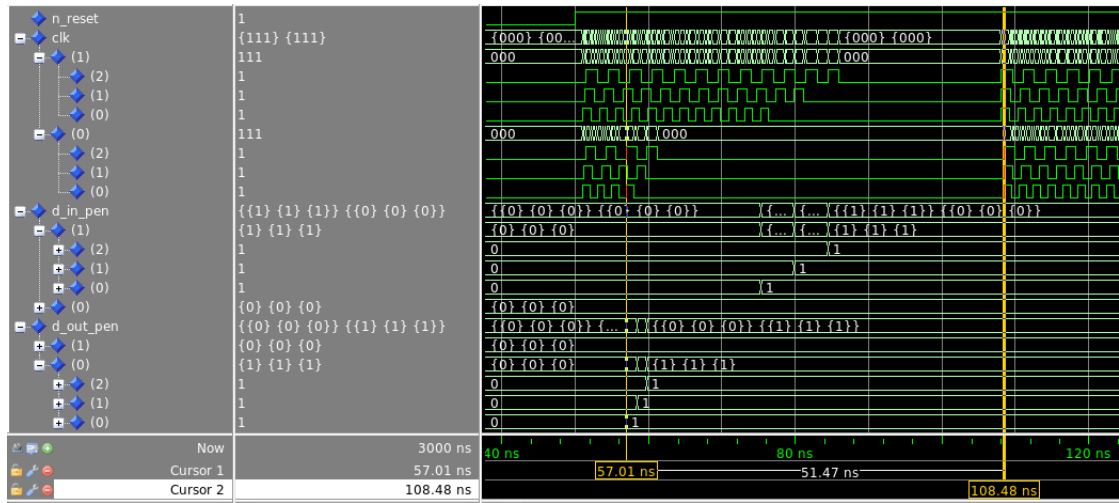 n_reset 1
clk {111} {111} {000} {00... {000} {000}
(1) 111 000 000
(2) 1
(1) 1
(0) 1
(0) 111 000 000
(2) 1
(1) 1
(0) 1
d_in_pen {{1} {1} {1}} {{0} {0} {0}} {{0} {0} {0}} {{0} {0} {0}} {... {... {{1} {1} {1}} {{0} {0} {0}}
(1) {1} {1} {1} {0} {0} {0} {... {... {1} {1} {1}
(2) 1 0 1
(1) 1 0 1
(0) 1 0 1
(0) {0} {0} {0} {0} {0} {0}
d_out_pen {{0} {0} {0}} {{1} {1} {1}} {{0} {0} {0}} {... {{0} {0} {0}} {{1} {1} {1}}
(1) {0} {0} {0} {0} {0} {0}
(0) {1} {1} {1} {0} {0} {0} {1} {1} {1}
(2) 1 0 1
(1) 1 0 1
(0) 1 0 1
Now 3000 ns 40 ns 80 ns 120 ns
Cursor 1 57.01 ns 57.01 ns 51.47 ns
Cursor 2 108.48 ns 108.48 ns